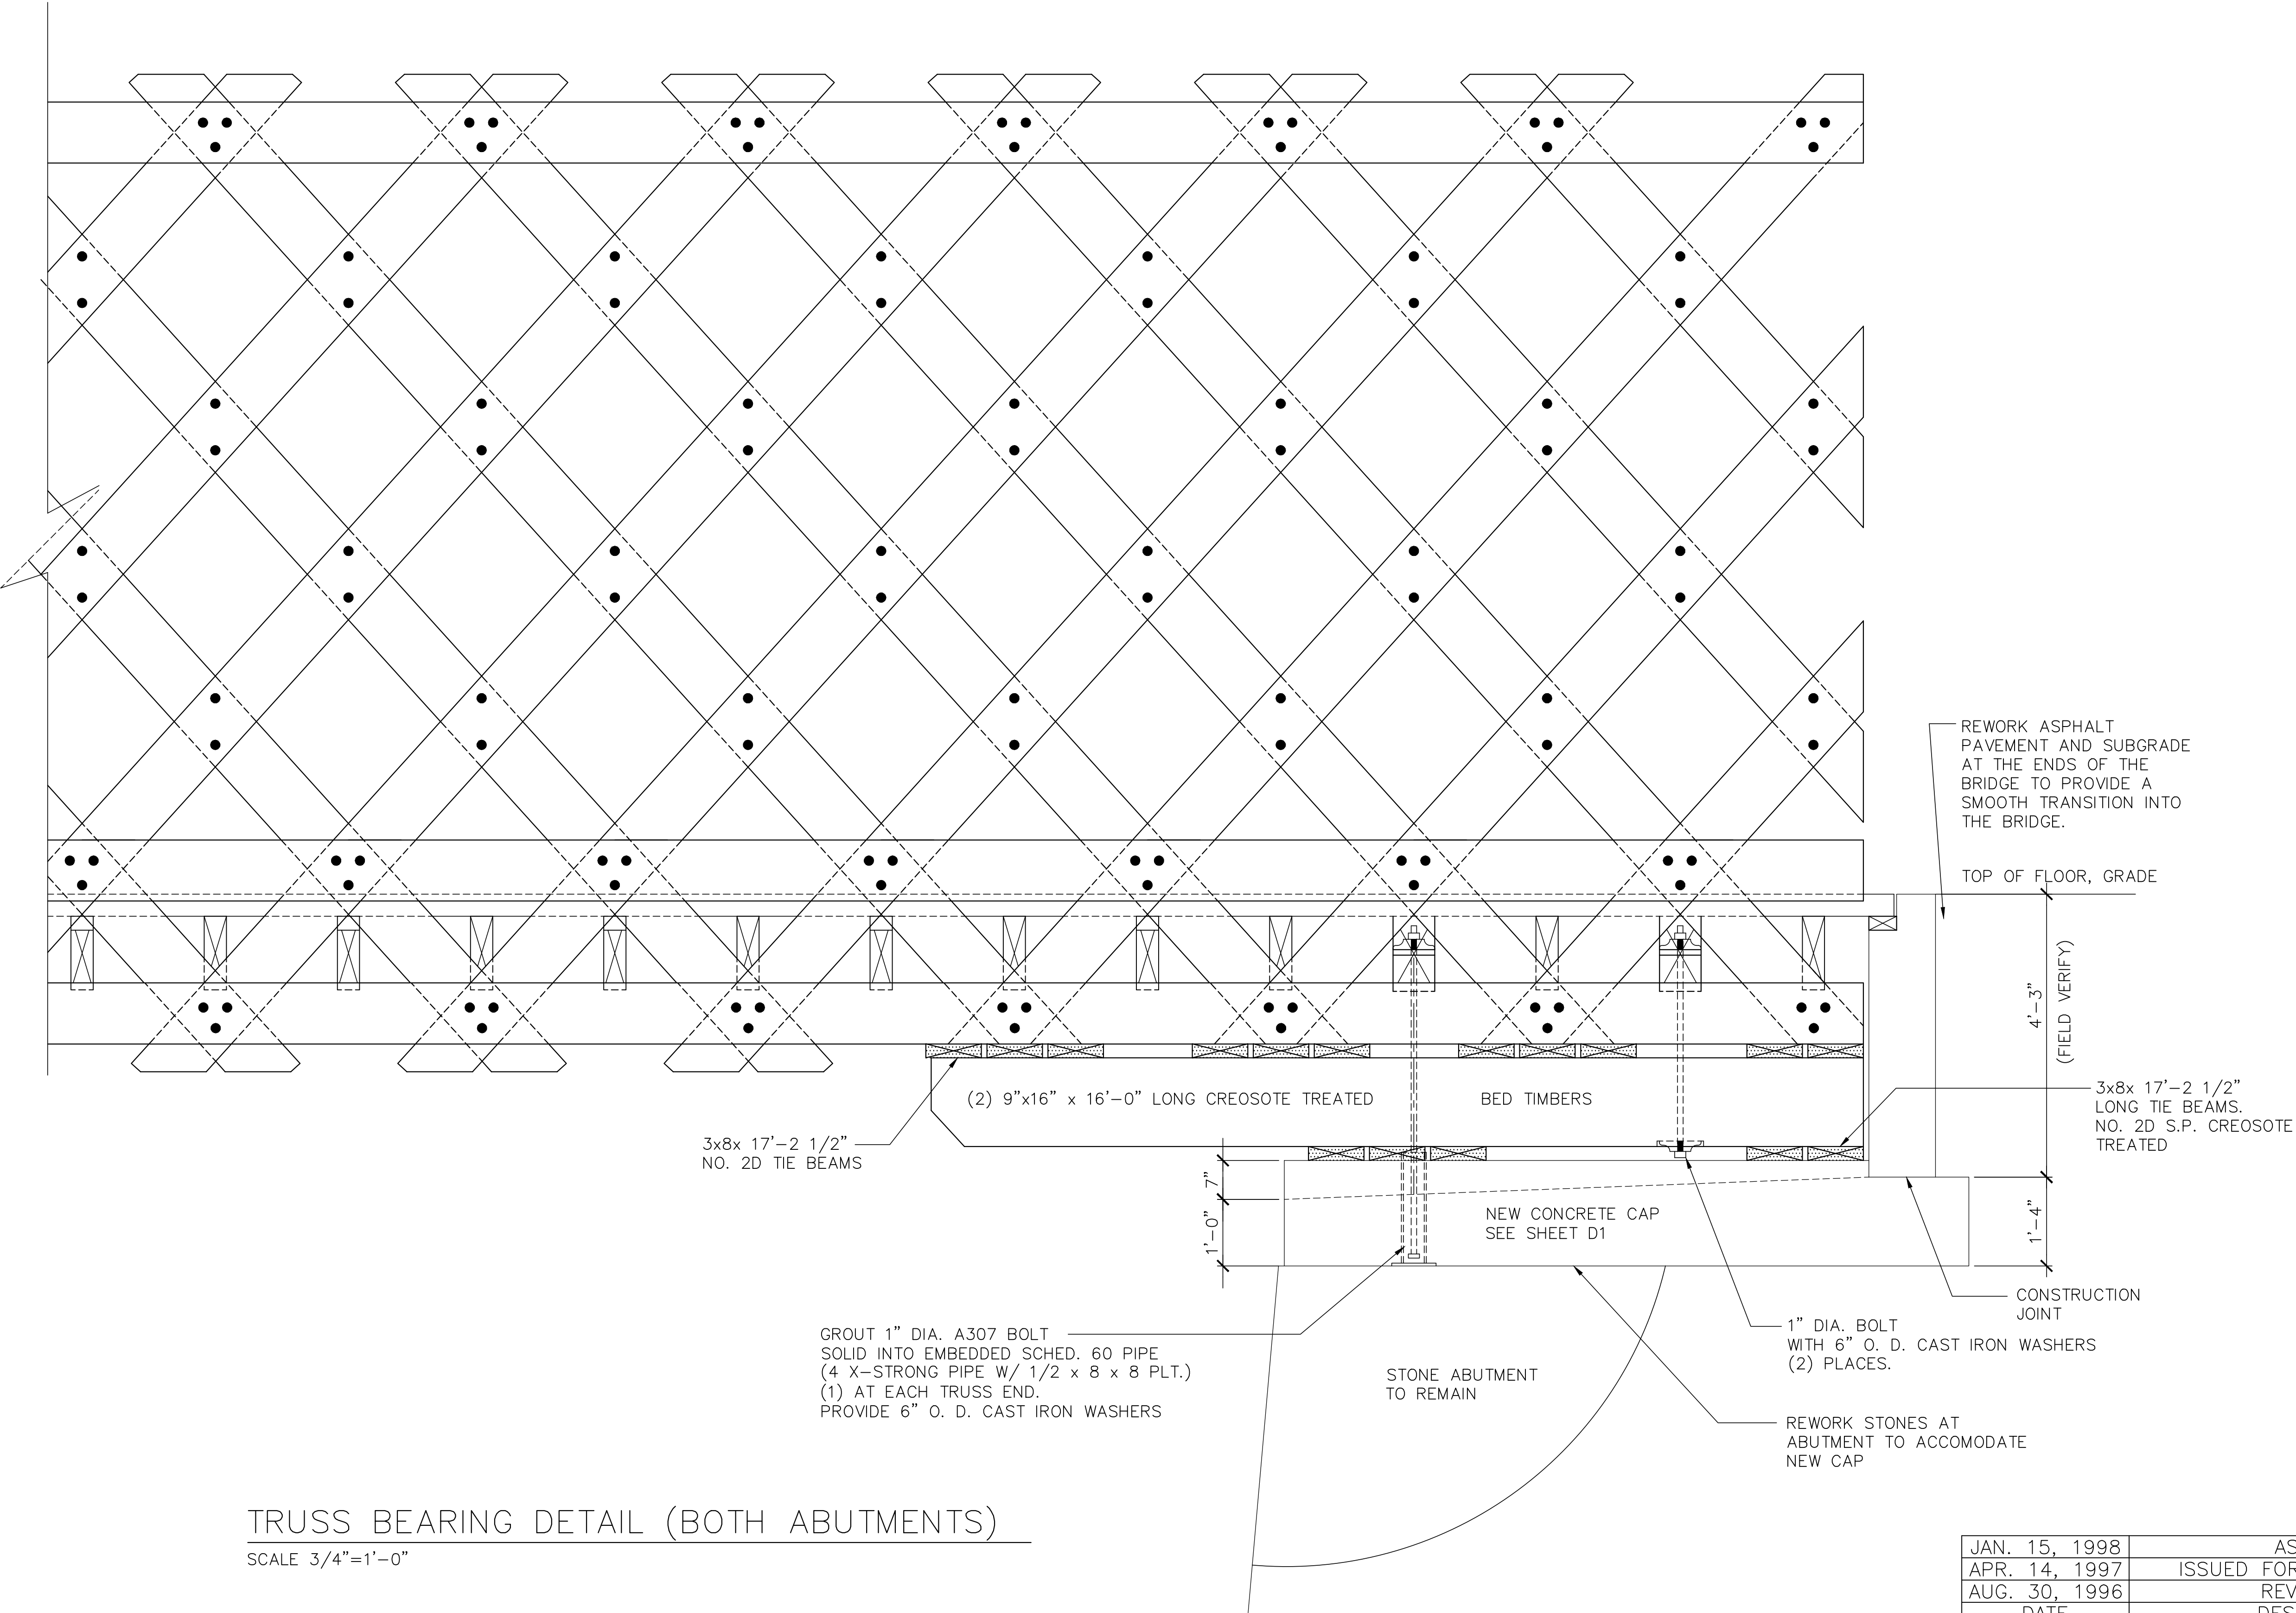 REWORK ASPHALT
PAVEMENT AND SUBGRADE
AT THE ENDS OF THE
BRIDGE TO PROVIDE A
SMOOTH TRANSITION INTO
THE BRIDGE.
TOP OF FLOOR, GRADE
4'-3"
(FIELD VERIFY)
(2) 9"x16" x 16'-0" LONG CREOSOTE TREATED BED TIMBERS
3x8x 17'-2 1/2"
LONG TIE BEAMS.
NO. 2D S.P. CREOSOTE
TREATED
3x8x 17'-2 1/2"
NO. 2D TIE BEAMS
7"
1'-0"
NEW CONCRETE CAP
SEE SHEET D1
1'-4"
CONSTRUCTION
JOINT
GROUT 1" DIA. A307 BOLT
SOLID INTO EMBEDDED SCHED. 60 PIPE
(4 X-STRONG PIPE W/ 1/2 x 8 x 8 PLT.)
(1) AT EACH TRUSS END.
PROVIDE 6" O. D. CAST IRON WASHERS
1" DIA. BOLT
WITH 6" O. D. CAST IRON WASHERS
(2) PLACES.
STONE ABUTMENT
TO REMAIN
REWORK STONES AT
ABUTMENT TO ACCOMODATE
NEW CAP
TRUSS BEARING DETAIL (BOTH ABUTMENTS)
SCALE 3/4"=1'-0"
JAN. 15, 1998 AS
APR. 14, 1997 ISSUED FOR
AUG. 30, 1996 REV
DATE DES